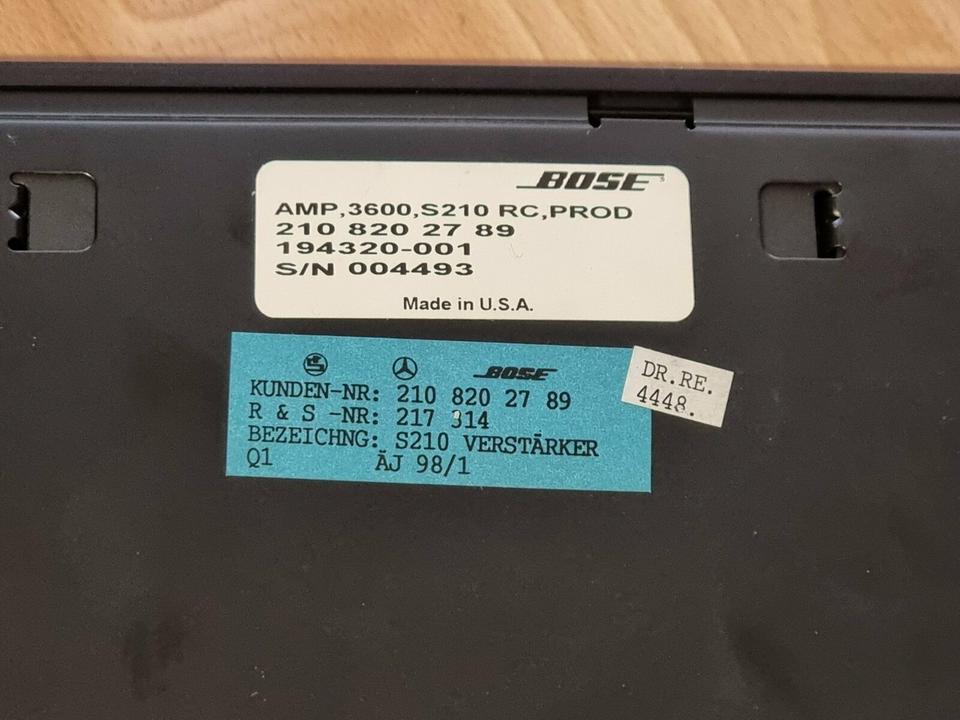 BOSE
AMP,3600,S210 RC,PROD
210 820 27 89
194320-001
S/N 004493
Made in U.S.A.
BOSE
KUNDEN-NR: 210 820 27 89
R & S -NR: 217 314
BEZEICHNG: S210 VERSTÄRKER
Q1 ÄJ 98/1
DR.RE.
4448.